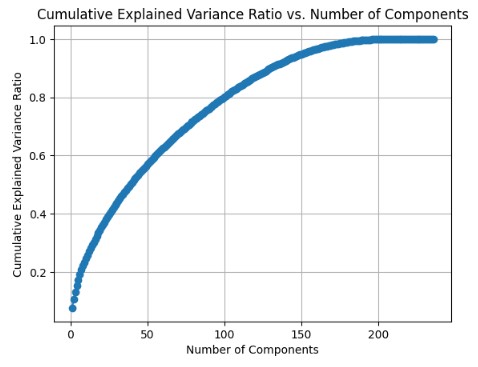 Cumulative Explained Variance Ratio vs. Number of Components
1.0
0.8
0.6
0.4
0.2
Cumulative Explained Variance Ratio
0 50 100 150 200
Number of Components